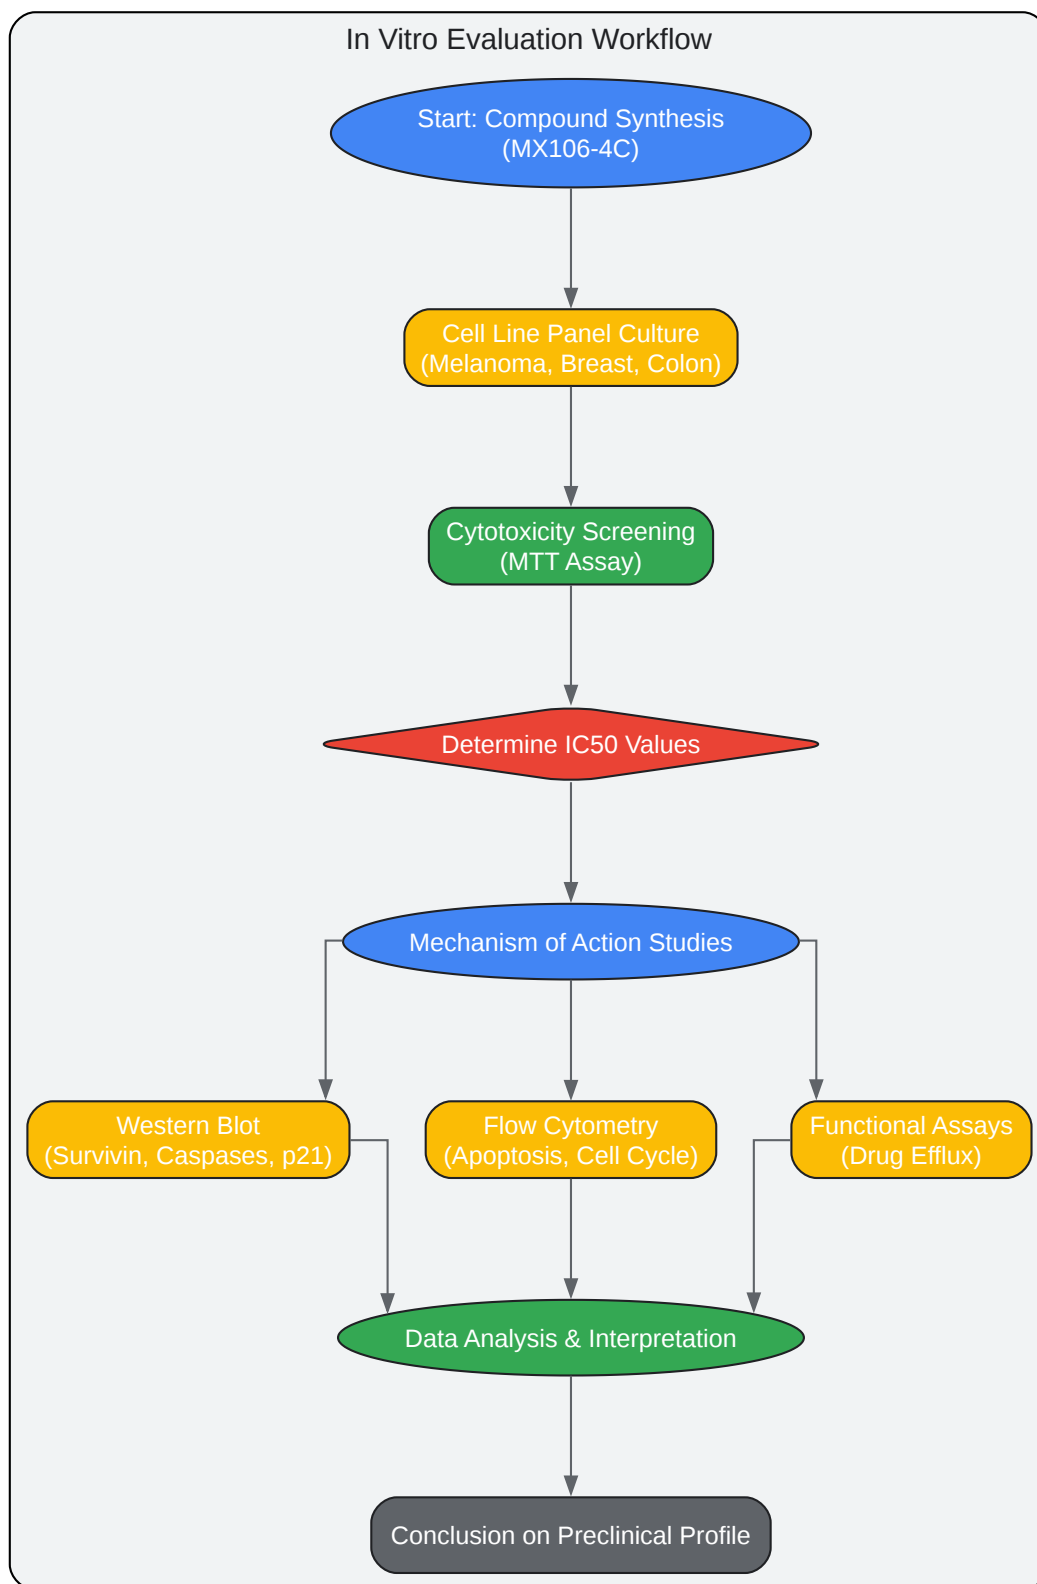 In Vitro Evaluation Workflow
Start: Compound Synthesis
(MX106-4C)
Cell Line Panel Culture
(Melanoma, Breast, Colon)
Cytotoxicity Screening
(MTT Assay)
Determine IC50 Values
Mechanism of Action Studies
Western Blot
(Survivin, Caspases, p21)
Flow Cytometry
(Apoptosis, Cell Cycle)
Functional Assays
(Drug Efflux)
Data Analysis & Interpretation
Conclusion on Preclinical Profile